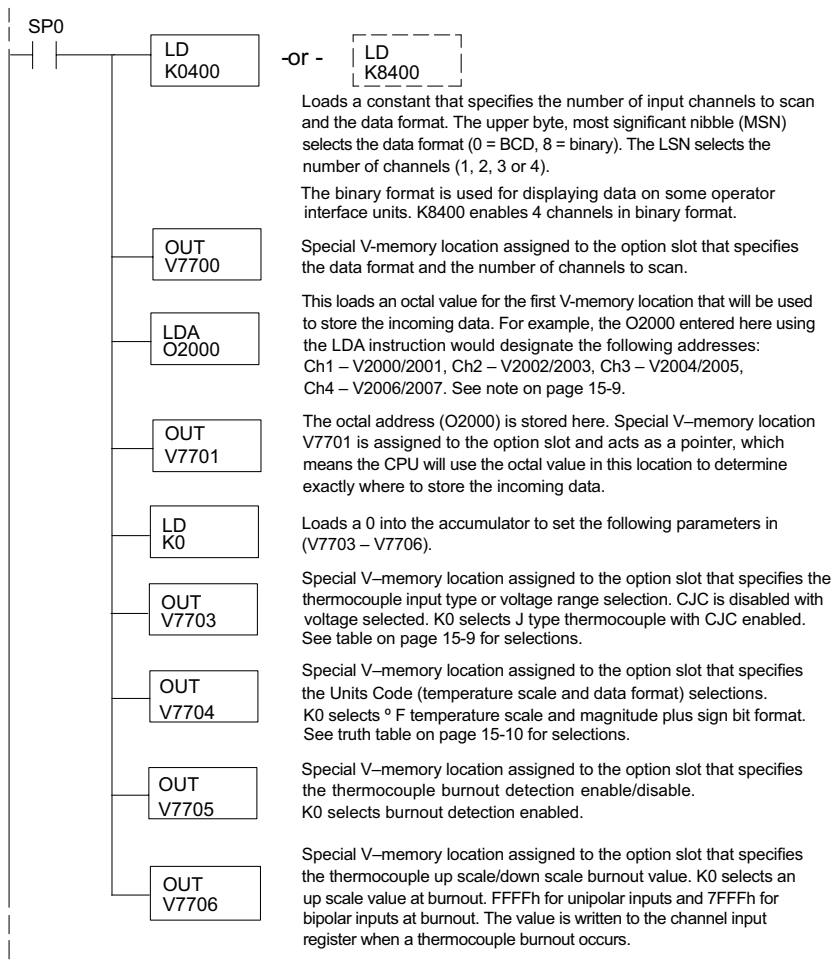 SP0
LD
K0400
-or -
LD
K8400
Loads a constant that specifies the number of input channels to scan
and the data format. The upper byte, most significant nibble (MSN)
selects the data format (0 = BCD, 8 = binary). The LSN selects the
number of channels (1, 2, 3 or 4).
The binary format is used for displaying data on some operator
interface units. K8400 enables 4 channels in binary format.
OUT
V7700
Special V-memory location assigned to the option slot that specifies
the data format and the number of channels to scan.
LDA
O2000
This loads an octal value for the first V-memory location that will be used
to store the incoming data. For example, the O2000 entered here using
the LDA instruction would designate the following addresses:
Ch1 – V2000/2001, Ch2 – V2002/2003, Ch3 – V2004/2005,
Ch4 – V2006/2007. See note on page 15-9.
OUT
V7701
The octal address (O2000) is stored here. Special V–memory location
V7701 is assigned to the option slot and acts as a pointer, which
means the CPU will use the octal value in this location to determine
exactly where to store the incoming data.
LD
K0
Loads a 0 into the accumulator to set the following parameters in
(V7703 – V7706).
OUT
V7703
Special V–memory location assigned to the option slot that specifies the
thermocouple input type or voltage range selection. CJC is disabled with
voltage selected. K0 selects J type thermocouple with CJC enabled.
See table on page 15-9 for selections.
OUT
V7704
Special V–memory location assigned to the option slot that specifies
the Units Code (temperature scale and data format) selections.
K0 selects º F temperature scale and magnitude plus sign bit format.
See truth table on page 15-10 for selections.
OUT
V7705
Special V–memory location assigned to the option slot that specifies
the thermocouple burnout detection enable/disable.
K0 selects burnout detection enabled.
OUT
V7706
Special V–memory location assigned to the option slot that specifies
the thermocouple up scale/down scale burnout value. K0 selects an
up scale value at burnout. FFFFh for unipolar inputs and 7FFFh for
bipolar inputs at burnout. The value is written to the channel input
register when a thermocouple burnout occurs.